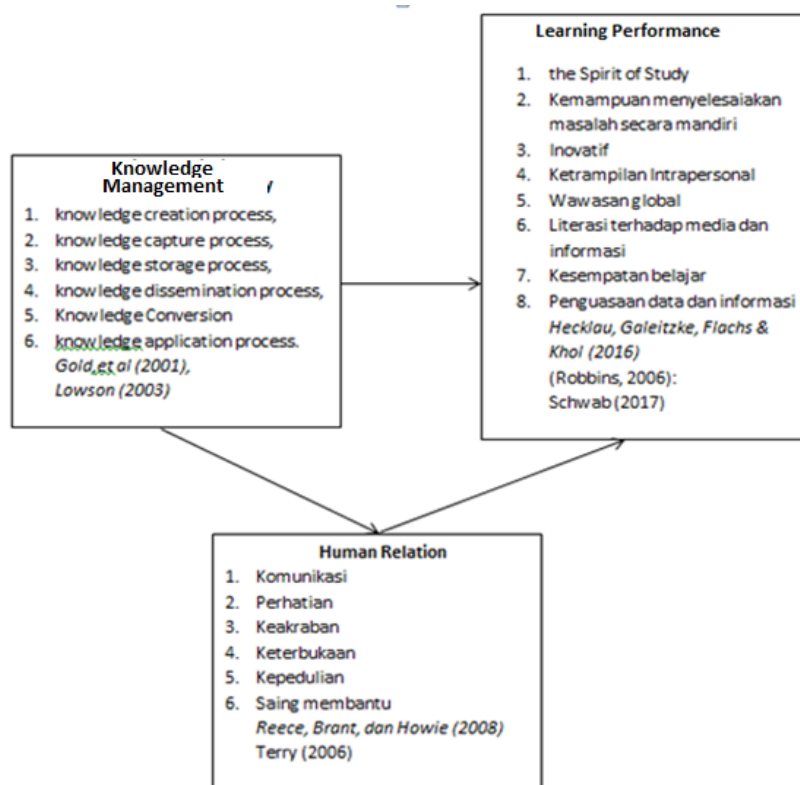 Knowledge
Management
1. knowledge creation process,
2. knowledge capture process,
3. knowledge storage process,
4. knowledge dissemination process,
5. Knowledge Conversion
6. knowledge application process.
Gold,et al (2001),
Lowson (2003)
Learning Performance
1. the Spirit of Study
2. Kemampuan menyelesaiakan
masalah secara mandiri
3. Inovatif
4. Ketrampilan Intrapersonal
5. Wawasan global
6. Literasi terhadap media dan
informasi
7. Kesempatan belajar
8. Penguasaan data dan informasi
Hecklau, Galeitzke, Flachs &
Khol (2016)
(Robbins, 2006):
Schwab (2017)
Human Relation
1. Komunikasi
2. Perhatian
3. Keakraban
4. Keterbukaan
5. Kepedulian
6. Saing membantu
Reece, Brant, dan Howie (2008)
Terry (2006)